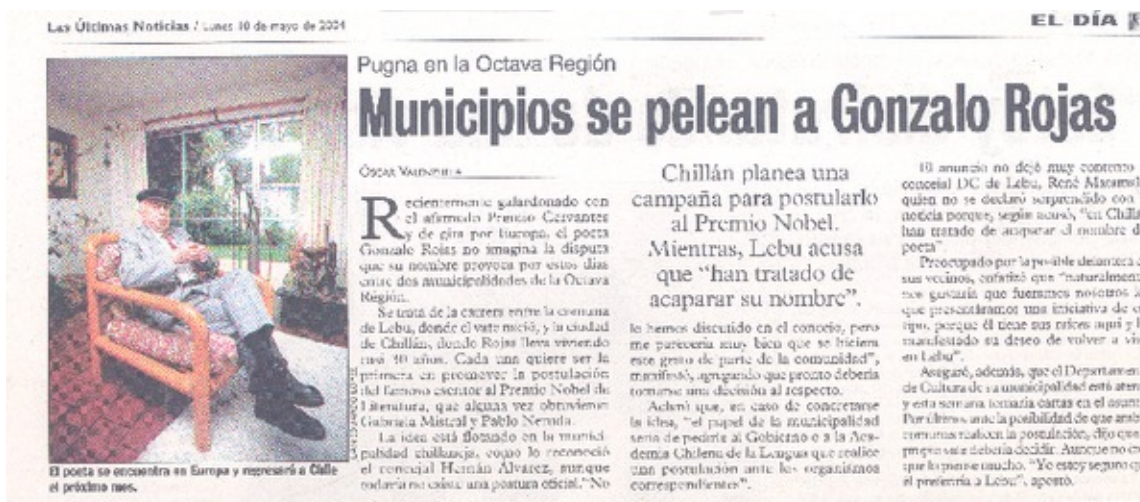 Las Últimas Noticias / Lunes 10 de mayo de 2004
EL DÍA
Pugna en la Octava Región
Municipios se pelean a Gonzalo Rojas
El poeta se encuentra en Europa y regresará a Chile
el próximo mes.
Recientemente galardonado con
el afamado Premio Cervantes
y de gira por Europa, el poeta
Gonzalo Rojas no imagina la disputa
que su nombre provoca por estos días
entre dos municipalidades de la Octava
Región.
Se trata de la carrera entre la comuna
de Lebu, donde el vate nació, y la ciudad
de Chillán, donde Rojas lleva viviendo
casi 30 años. Cada una quiere ser la
primera en promover la postulación
del famoso escritor al Premio Nobel de
Literatura, que alguna vez obtuvieron
Gabriela Mistral y Pablo Neruda.
La idea está flotando en la munici-
palidad chillaneja, como lo reconoció
el concejal Hernán Álvarez, aunque
todavía no existe una postura oficial. "No
Chillán planea una
campaña para postularlo
al Premio Nobel.
Mientras, Lebu acusa
que "han tratado de
acaparar su nombre".
lo hemos discutido en el concejo, pero
me parecería muy bien que se hiciera
este gesto de parte de la comunidad",
manifestó, agregando que pronto debería
tomarse una decisión al respecto.
Aclaró que, en caso de concretarse
la idea, "el papel de la municipalidad
sería de pedirle al Gobierno o a la Aca-
demia Chilena de la Lengua que realice
una postulación ante los organismos
correspondientes".
El anuncio no dejó muy contento
concejal DC de Lebu, René
quien no se declaró sorprendido con
noticia porque, según acusó, "en
han tratado de acaparar el nombre
poeta".
Preocupado por la posible delantera
sus vecinos, enfatizó que
nos gustaría que fuéramos nosotros
que presentáramos una iniciativa de
tipo, porque él tiene sus raíces aquí y
manifestado su deseo de volver a
en Lebu".
Aseguró, además, que el
de Cultura de su municipalidad está
y esta semana tomaría cartas en el
Por último, ante la posibilidad de que
comunas realicen la postulación, dijo
propio vate debería decidir. Aunque no
que lo piense mucho. "Yo estoy seguro
él preferiría a Lebu", apostó.